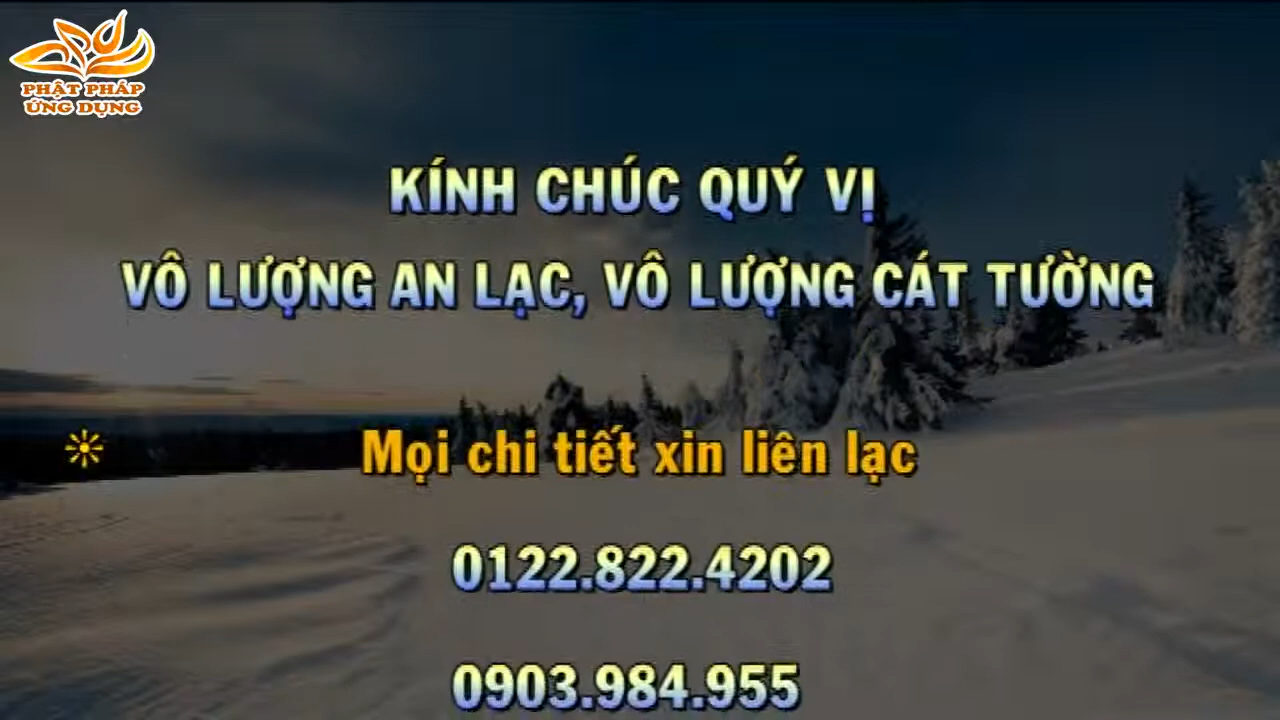 PHẬT PHÁP
ỨNG DỤNG
KÍNH CHÚC QUÝ VỊ
VÔ LƯỢNG AN LẠC, VÔ LƯỢNG CÁT TƯỜNG
Mọi chi tiết xin liên lạc
0122.822.4202
0903.984.955